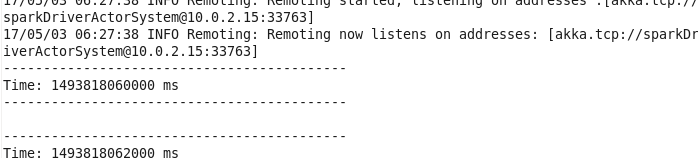 17/05/03 06:27:38 INFO Remoting: Remoting started; listening on addresses :[akka.tcp://
sparkDriverActorSystem@10.0.2.15:33763]
17/05/03 06:27:38 INFO Remoting: Remoting now listens on addresses: [akka.tcp://sparkDr
iverActorSystem@10.0.2.15:33763]
-------------------------------------------
Time: 1493818060000 ms
-------------------------------------------
-------------------------------------------
Time: 1493818062000 ms